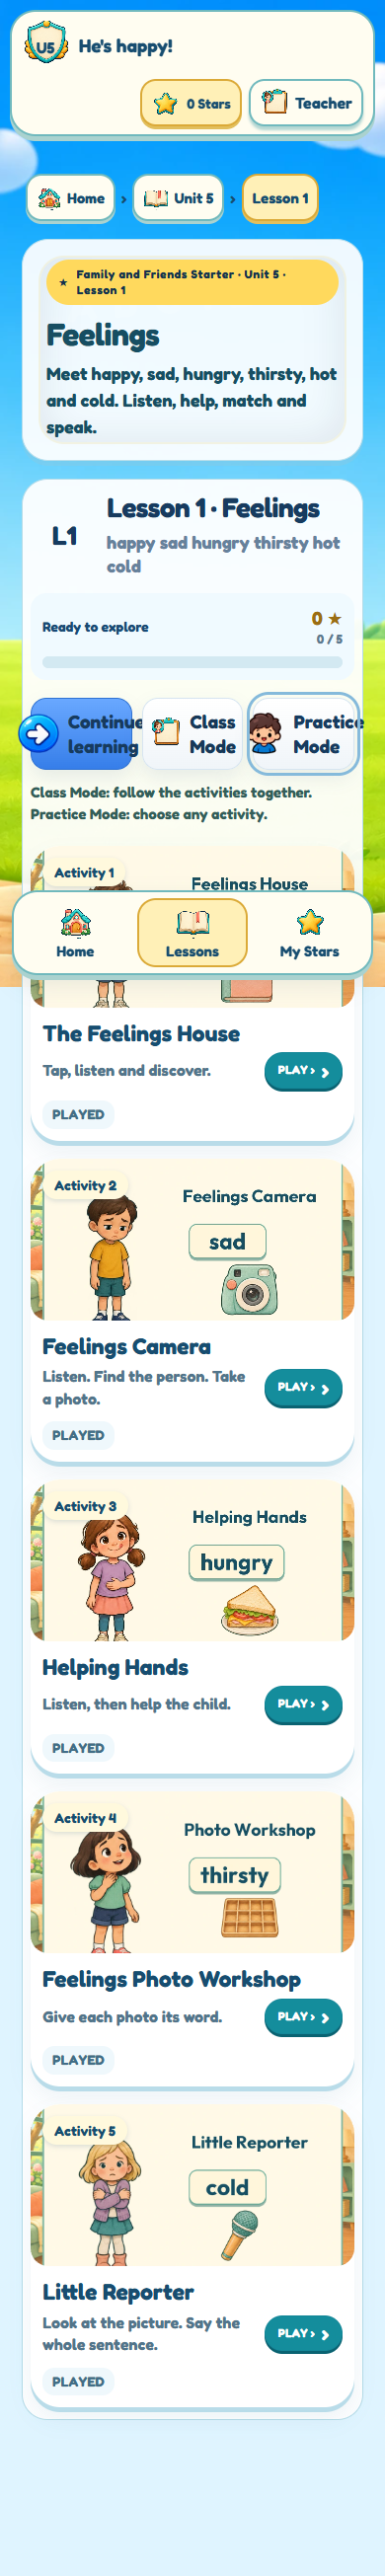 U5
He's happy!
0 Stars
Teacher
Home › Unit 5 › Lesson 1
★ Family and Friends Starter · Unit 5 ·
Lesson 1
Feelings
Meet happy, sad, hungry, thirsty, hot
and cold. Listen, help, match and
speak.
L1
Lesson 1 · Feelings
happy sad hungry thirsty hot
cold
Ready to explore
0 ★
0 / 5
Continue
learning
Class
Mode
Practice
Mode
Class Mode: follow the activities together.
Practice Mode: choose any activity.
Activity 1
Feelings House
Home
Lessons
My Stars
The Feelings House
Tap, listen and discover.
PLAY › ›
PLAYED
Activity 2
Feelings Camera
sad
Feelings Camera
Listen. Find the person. Take
a photo.
PLAY › ›
PLAYED
Activity 3
Helping Hands
hungry
Helping Hands
Listen, then help the child.
PLAY › ›
PLAYED
Activity 4
Photo Workshop
thirsty
Feelings Photo Workshop
Give each photo its word.
PLAY › ›
PLAYED
Activity 5
Little Reporter
cold
Little Reporter
Look at the picture. Say the
whole sentence.
PLAY › ›
PLAYED